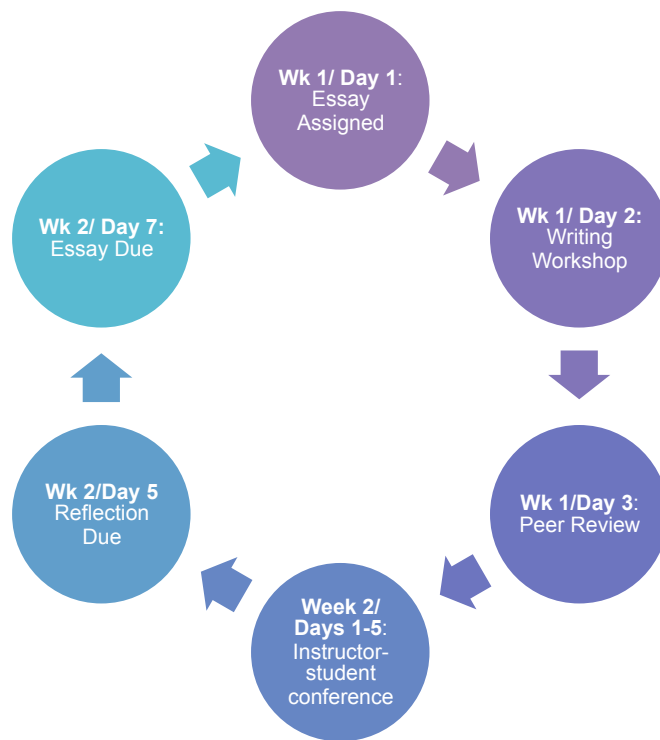 Wk 1/ Day 1:
Essay
Assigned
Wk 1/ Day 2:
Writing
Workshop
Wk 1/Day 3:
Peer Review
Week 2/
Days 1-5:
Instructor-
student
conference
Wk 2/Day 5
Reflection
Due
Wk 2/ Day 7:
Essay Due